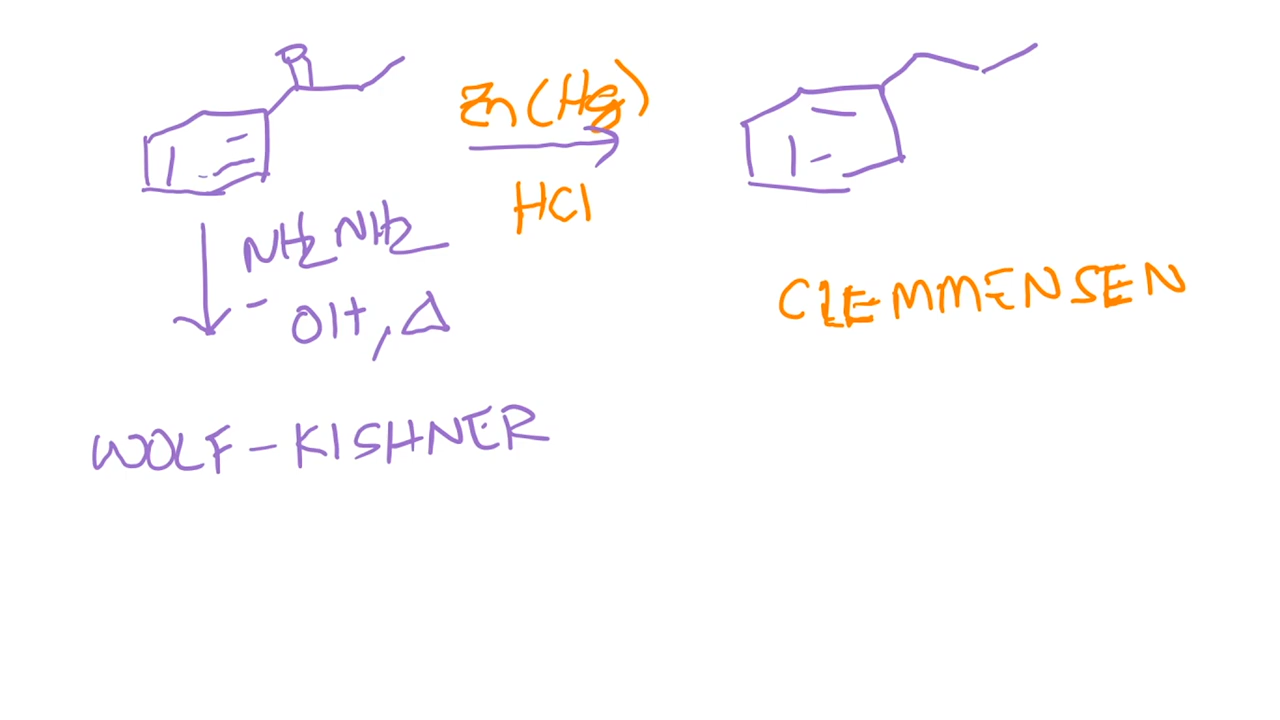 O
Zn(Hg)
HCl
NH2NH2
-OH, Δ
CLEMMENSEN
WOLF-KISHNER